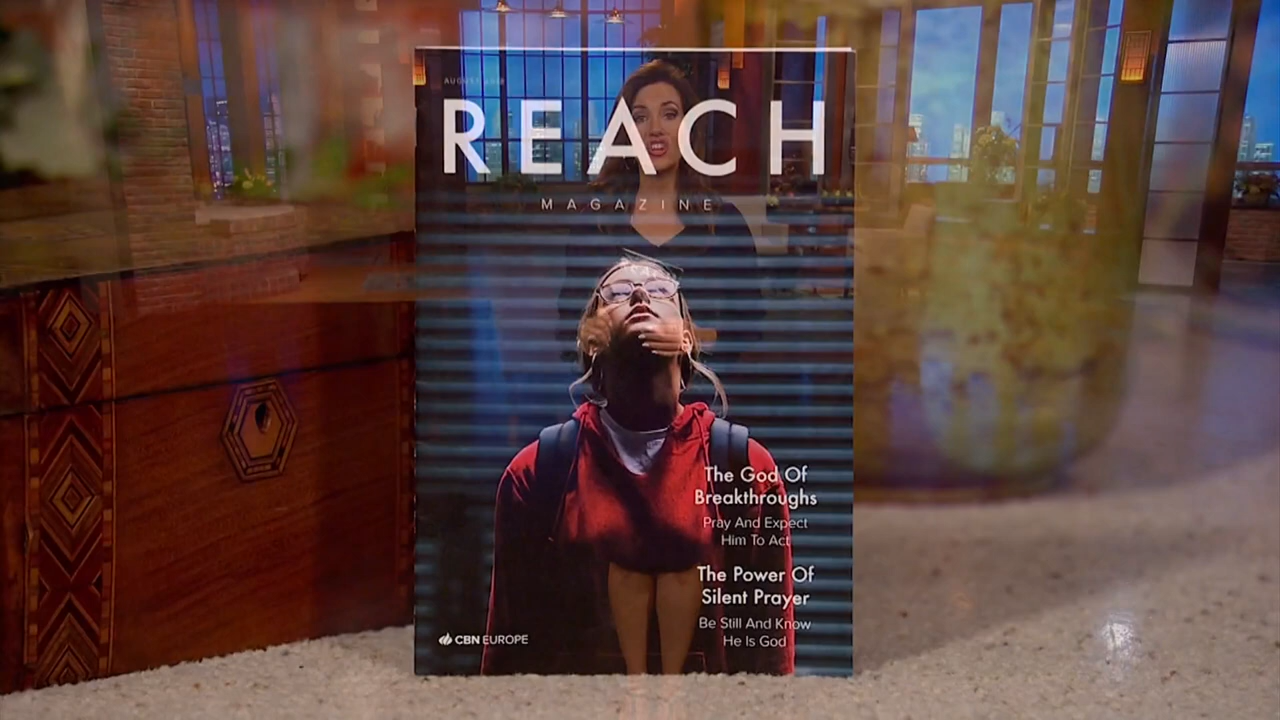 REACH
MAGAZINE
The God Of
Breakthroughs
Pray And Expect
Him To Act
The Power Of
Silent Prayer
Be Still And Know
He Is God
CBN EUROPE